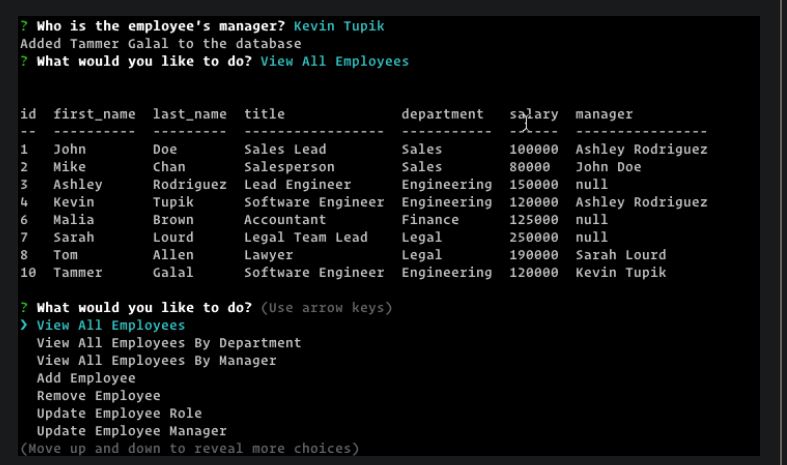 ? Who is the employee's manager? Kevin Tupik
Added Tammer Galal to the database
? What would you like to do? View All Employees
id  first_name  last_name  title              department   salary  manager
--  ----------  ---------  -----------------  -----------  ------  ----------------
1   John        Doe        Sales Lead         Sales        100000  Ashley Rodriguez
2   Mike        Chan       Salesperson        Sales        80000   John Doe
3   Ashley      Rodriguez  Lead Engineer      Engineering  150000  null
4   Kevin       Tupik      Software Engineer  Engineering  120000  Ashley Rodriguez
6   Malia       Brown      Accountant         Finance      125000  null
7   Sarah       Lourd      Legal Team Lead    Legal        250000  null
8   Tom         Allen      Lawyer             Legal        190000  Sarah Lourd
10  Tammer      Galal      Software Engineer  Engineering  120000  Kevin Tupik
? What would you like to do? (Use arrow keys)
❯ View All Employees
  View All Employees By Department
  View All Employees By Manager
  Add Employee
  Remove Employee
  Update Employee Role
  Update Employee Manager
(Move up and down to reveal more choices)